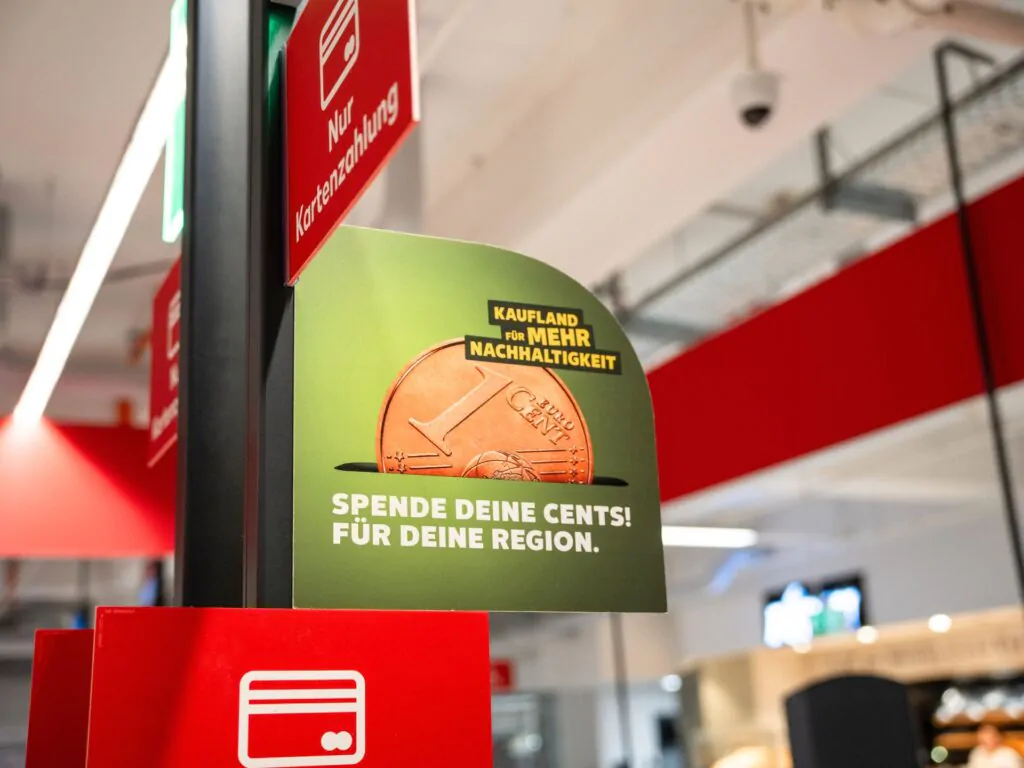 Nur
Kartenzahlung
KAUFLAND
FÜR MEHR
NACHHALTIGKEIT
1
EURO
CENT
SPENDE DEINE CENTS!
FÜR DEINE REGION.